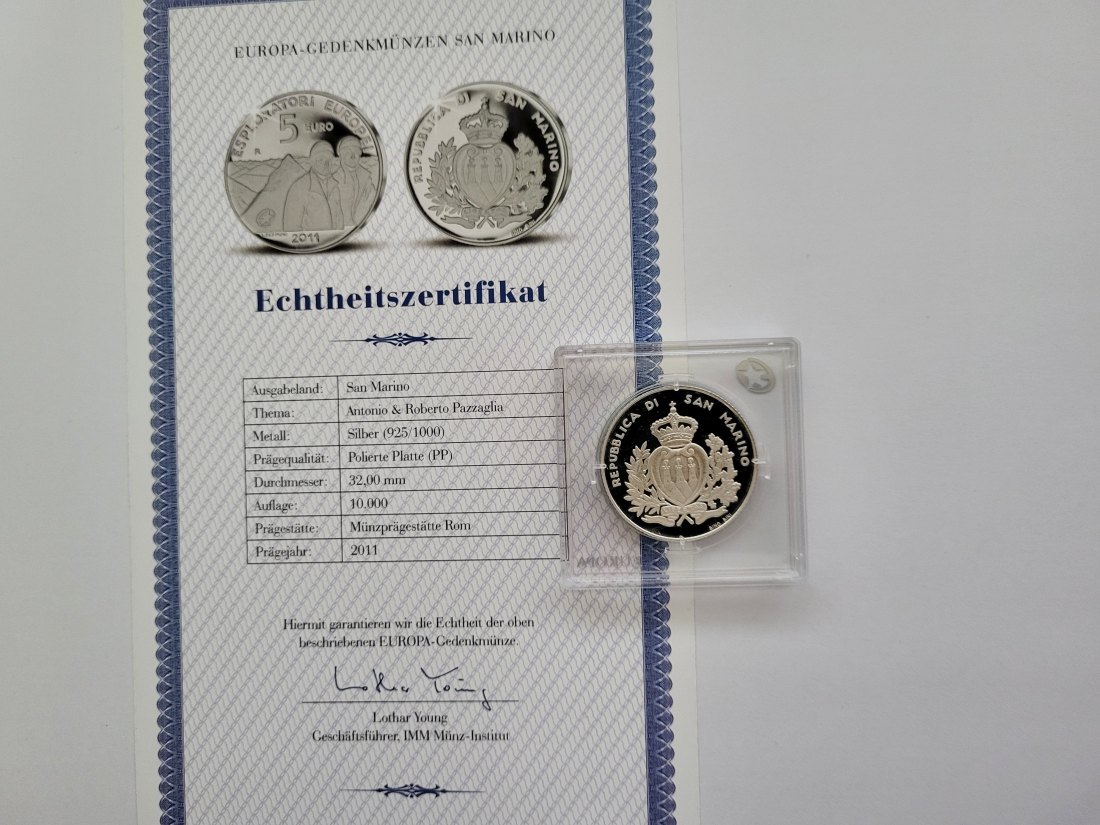 EUROPA-GEDENKMÜNZEN SAN MARINO
ESPLORATORI EUROPEI
5 EURO
R
2011
REPUBBLICA DI SAN MARINO
Echtheitszertifikat
Ausgabeland: San Marino
Thema: Antonio & Roberto Pazzaglia
Metall: Silber (925/1000)
Prägequalität: Polierte Platte (PP)
Durchmesser: 32,00 mm
Auflage: 10.000
Prägestätte: Münzprägestätte Rom
Prägejahr: 2011
REPUBBLICA DI SAN MARINO
EUROPA
Hiermit garantieren wir die Echtheit der oben
beschriebenen EUROPA-Gedenkmünze.
Lothar Young
Lothar Young
Geschäftsführer, IMM Münz-Institut